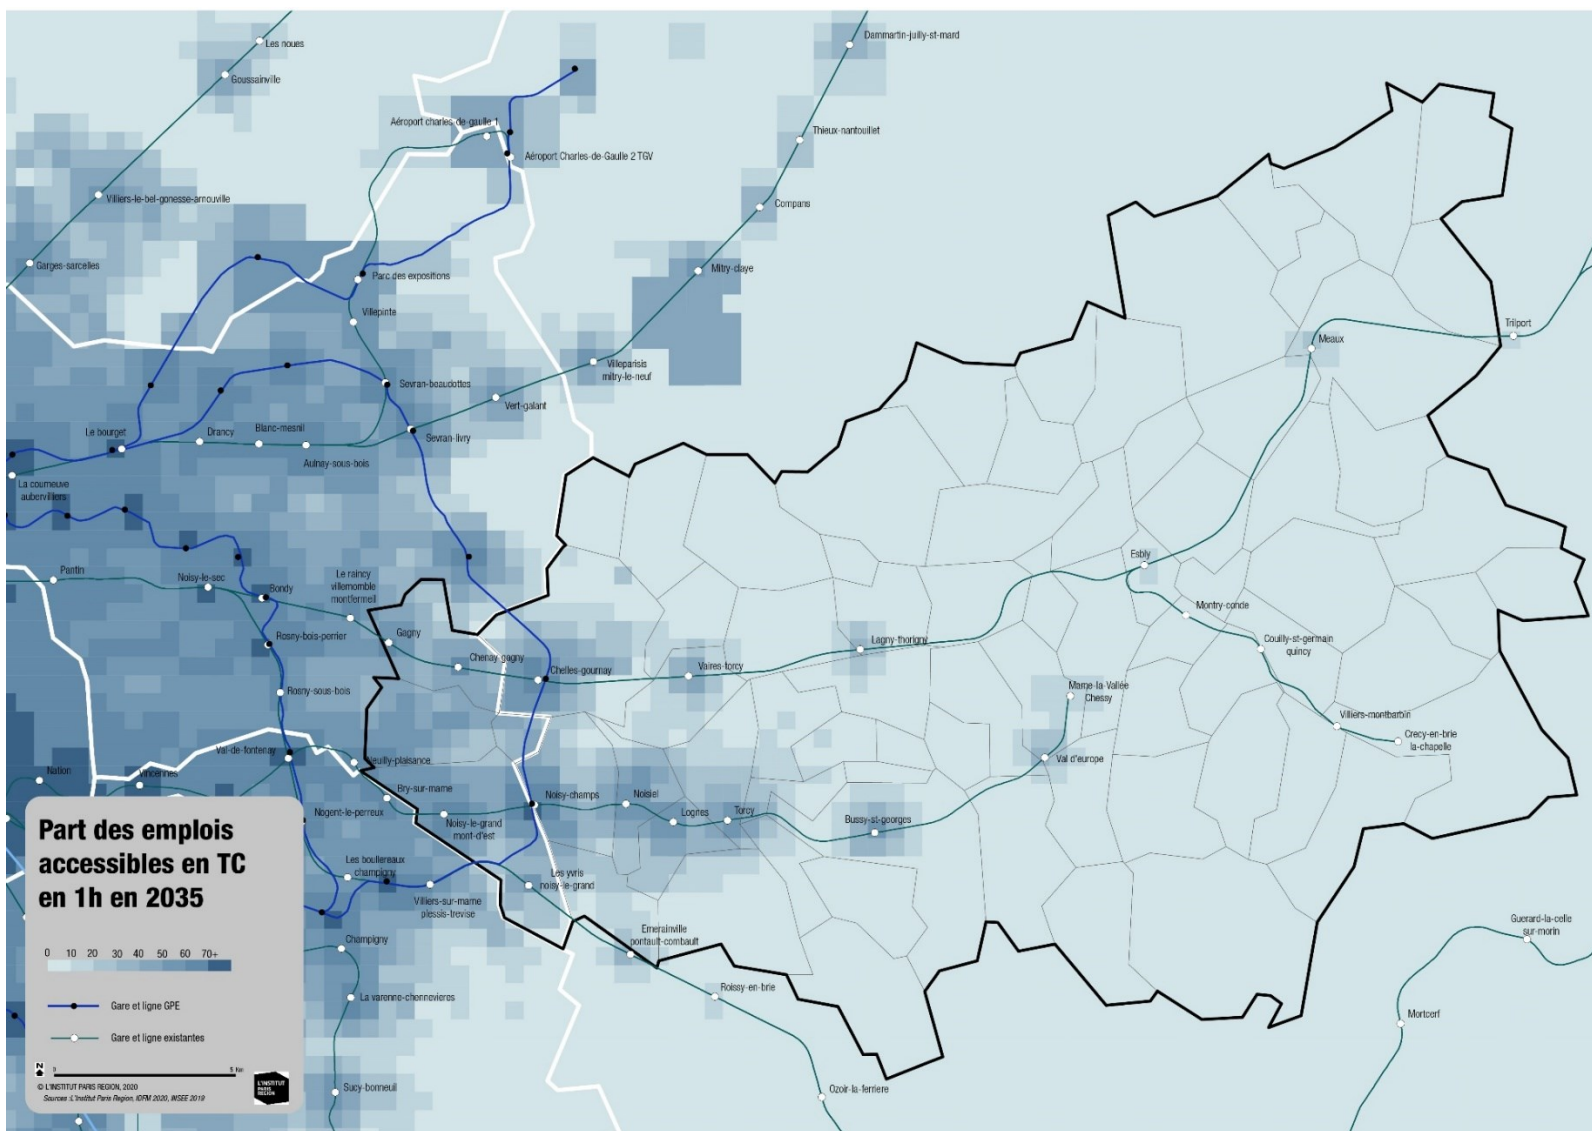 Les noues
Goussainville
Dammartin-juilly-st-mard
Aéroport charles-de-gaulle 1
Aéroport Charles-de-Gaulle 2 TGV
Thieux-nantouillet
Villiers-le-bel-gonesse-arnouville
Compans
Garges-sarcelles
Parc des expositions
Mitry-claye
Villepinte
Trilport
Meaux
Villeparisis
mitry-le-neuf
Sevran-beaudottes
Vert-galant
Le bourget
Drancy
Blanc-mesnil
Sevran-livry
Aulnay-sous-bois
La courneuve
aubervilliers
Esbly
Pantin
Noisy-le-sec
Le raincy
villemomble
montfermeil
Bondy
Montry-conde
Rosny-bois-perrier
Gagny
Couilly-st-germain
quincy
Lagny-thorigny
Chenay-gagny
Chelles-gournay
Vaires-torcy
Rosny-sous-bois
Marne-la-Vallée
Chessy
Villiers-montbarbin
Crecy-en-brie
la-chapelle
Val-de-fontenay
Neuilly-plaisance
Val d'europe
Nation
Vincennes
Bry-sur-marne
Noisy-champs
Noisiel
Nogent-le-perreux
Noisy-le-grand
mont-d'est
Lognes
Torcy
Bussy-st-georges
Les boullereaux
champigny
Les yvris
noisy-le-grand
Villiers-sur-marne
plessis-trevise
Guerard-la-celle
sur-morin
Champigny
Emerainville
pontault-combault
La varenne-chennevieres
Roissy-en-brie
Mortcerf
Sucy-bonneuil
Ozoir-la-ferriere
Part des emplois
accessibles en TC
en 1h en 2035
0 10 20 30 40 50 60 70+
Gare et ligne GPE
Gare et ligne existantes
N
0 5 Km
© L'INSTITUT PARIS REGION, 2020
Sources : L'Institut Paris Region, IDFM 2020, INSEE 2019
L'INSTITUT
PARIS
REGION